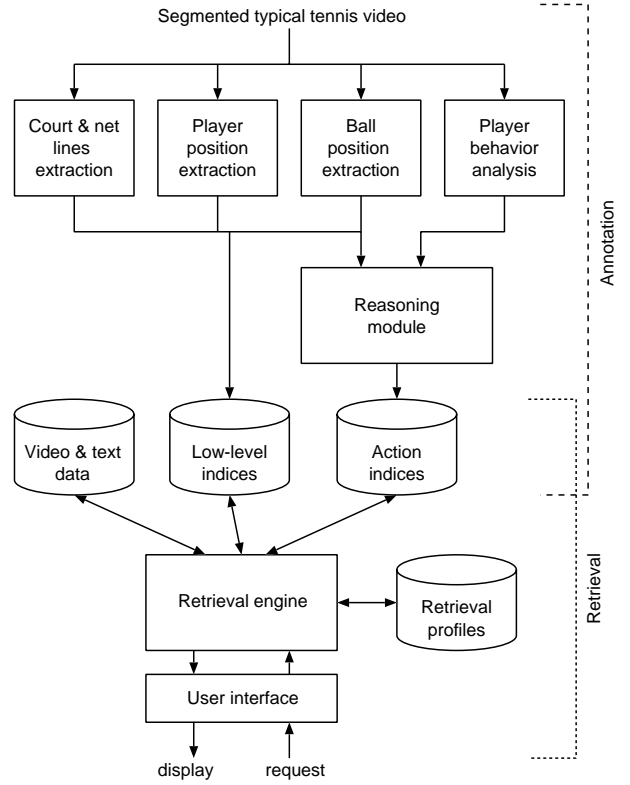 Segmented typical tennis video
Court & net
lines
extraction
Player
position
extraction
Ball
position
extraction
Player
behavior
analysis
Annotation
Reasoning
module
Video & text
data
Low-level
indices
Action
indices
Retrieval
Retrieval engine
Retrieval
profiles
User interface
display
request